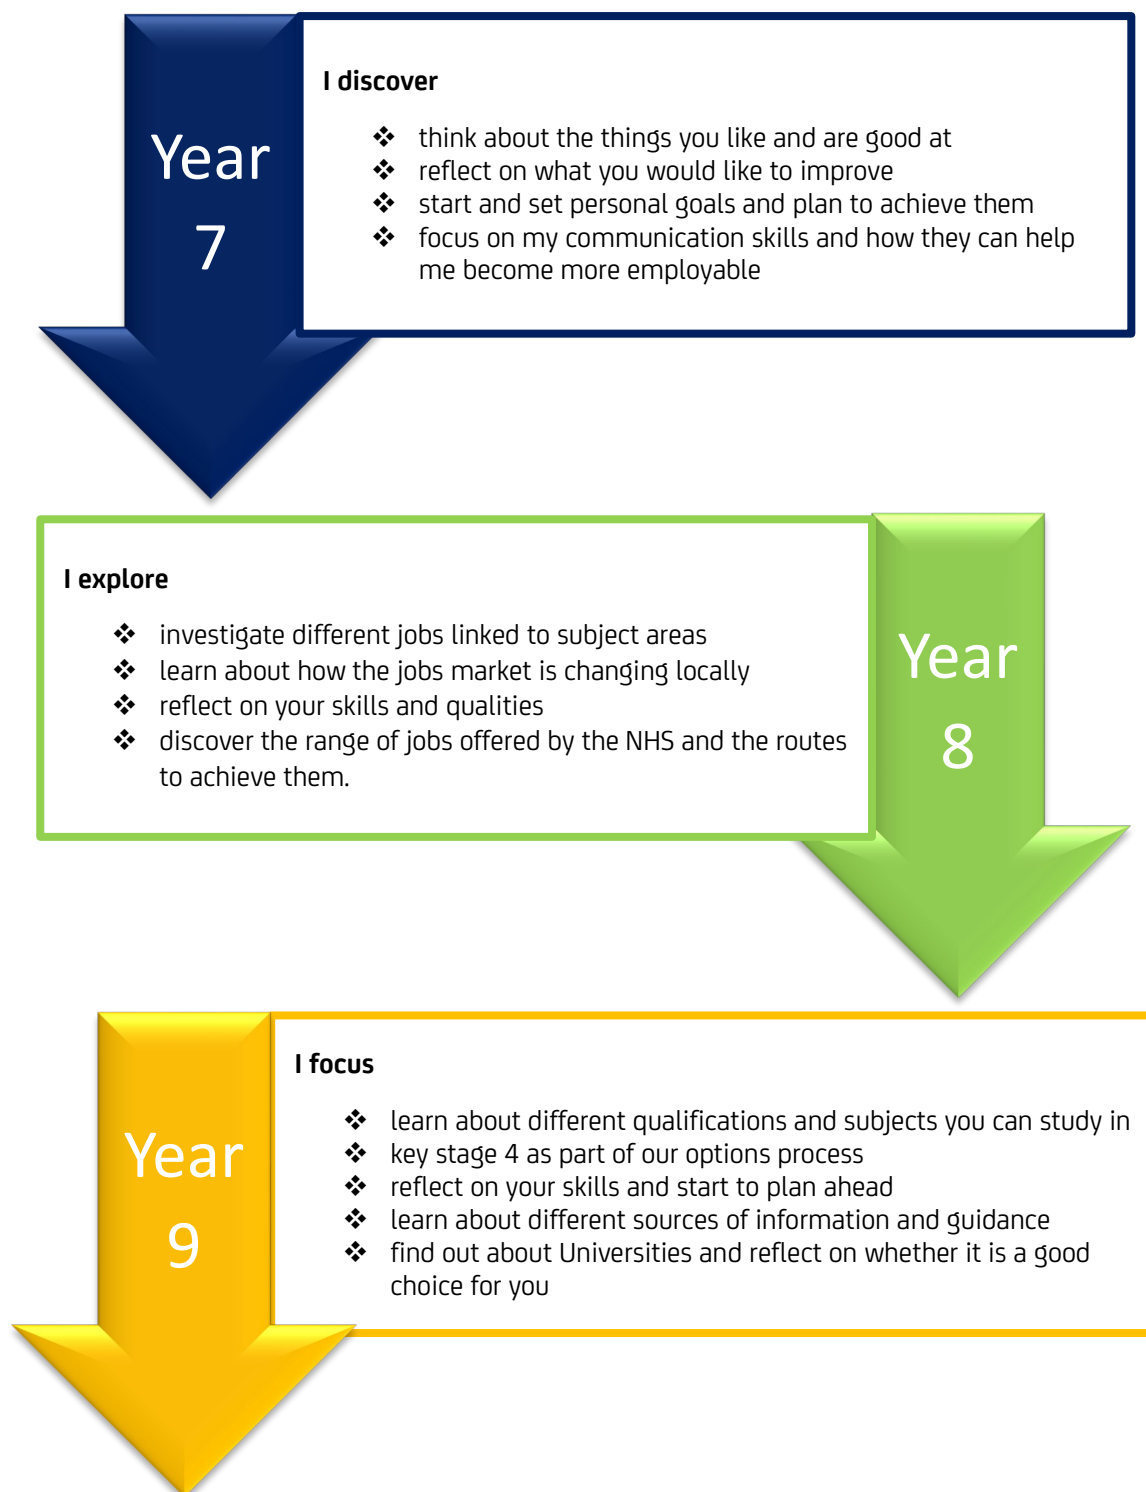 Year
7
I discover
❖ think about the things you like and are good at
❖ reflect on what you would like to improve
❖ start and set personal goals and plan to achieve them
❖ focus on my communication skills and how they can help
me become more employable
I explore
❖ investigate different jobs linked to subject areas
❖ learn about how the jobs market is changing locally
❖ reflect on your skills and qualities
❖ discover the range of jobs offered by the NHS and the routes
to achieve them.
Year
8
Year
9
I focus
❖ learn about different qualifications and subjects you can study in
❖ key stage 4 as part of our options process
❖ reflect on your skills and start to plan ahead
❖ learn about different sources of information and guidance
❖ find out about Universities and reflect on whether it is a good
choice for you